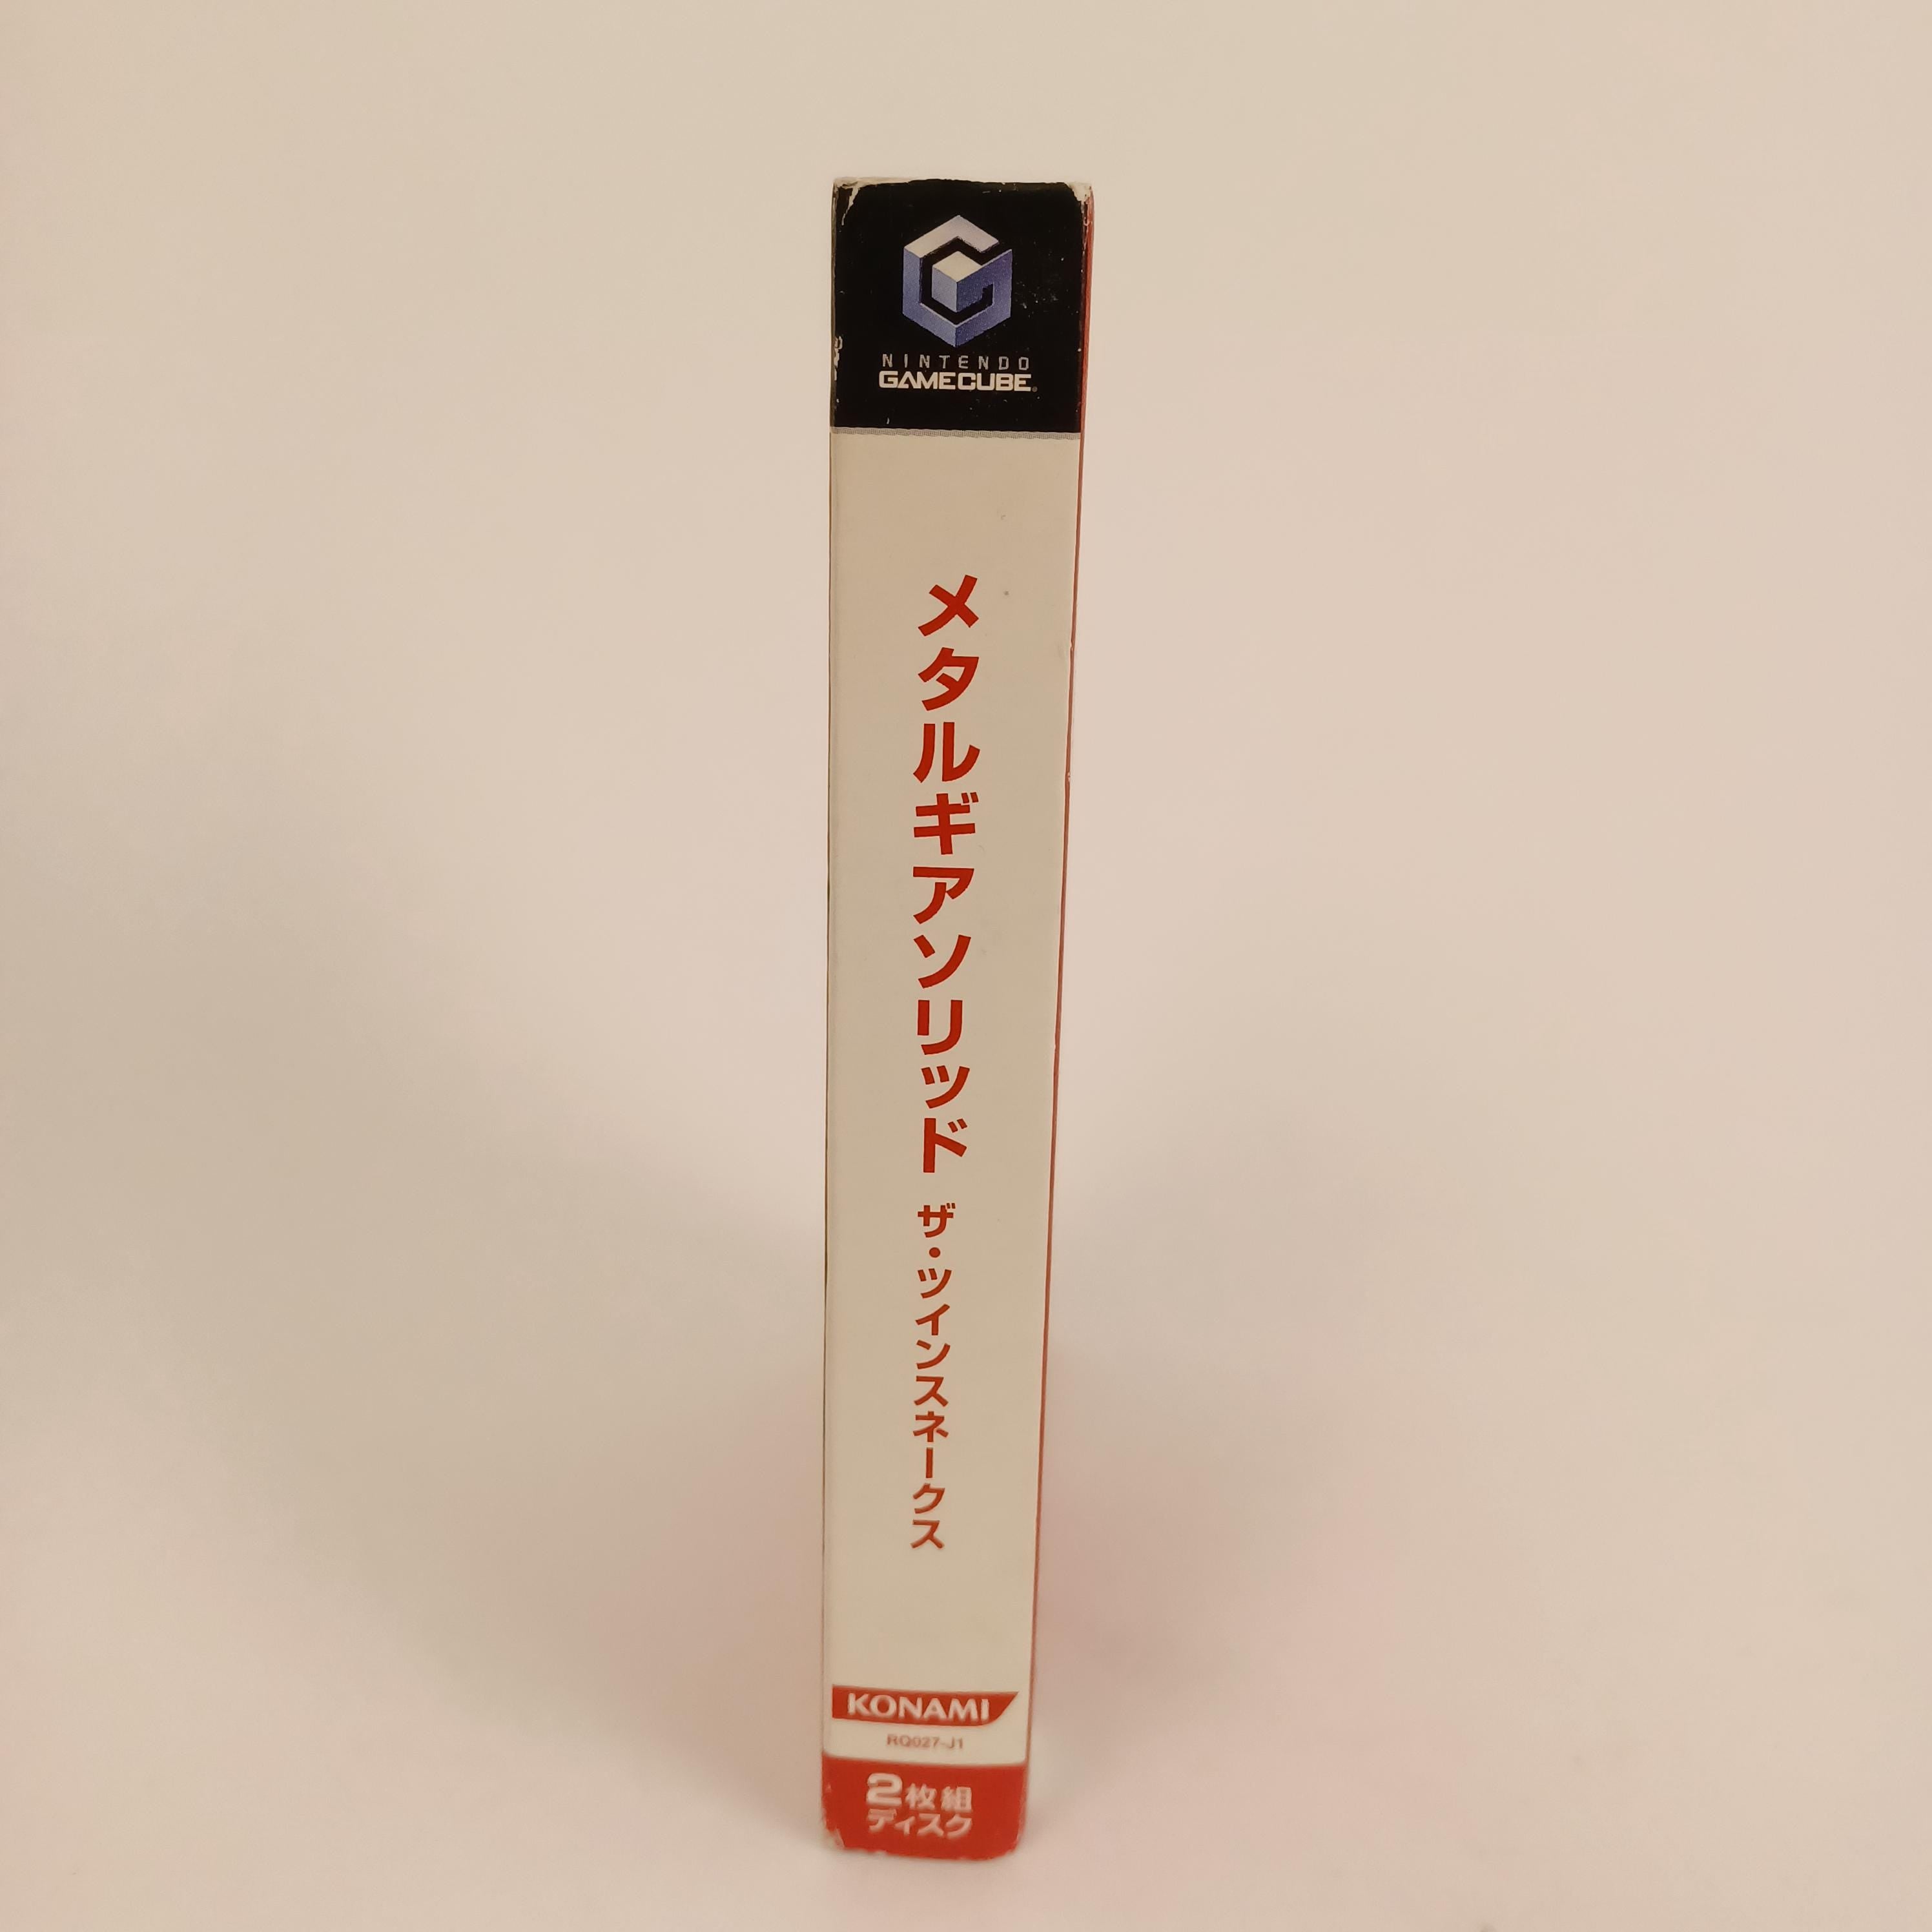 NINTENDO
GAMECUBE
メタルギアソリッド ザ・ツインスネークス
KONAMI
RQ027-J1
2枚組
ディスク